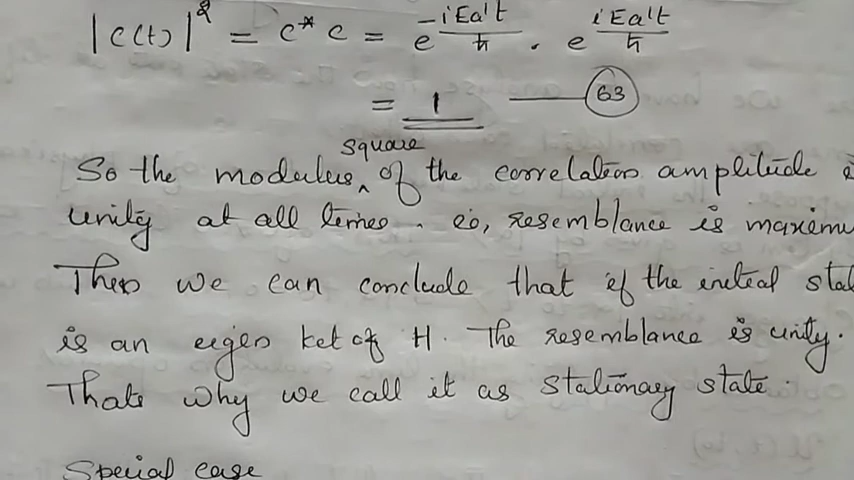 |c(t)|² = c* c = e^(-iEa't/ħ) . e^(iEa't/ħ)
= 1 —— 63
square
So the modulus ^ of the correlation amplitude
unity at all times. ie, resemblance is maximu
Then we can conclude that if the initial stat
is an eigen ket of H. The resemblance is unity.
Thats why we call it as stationary state.
Special case